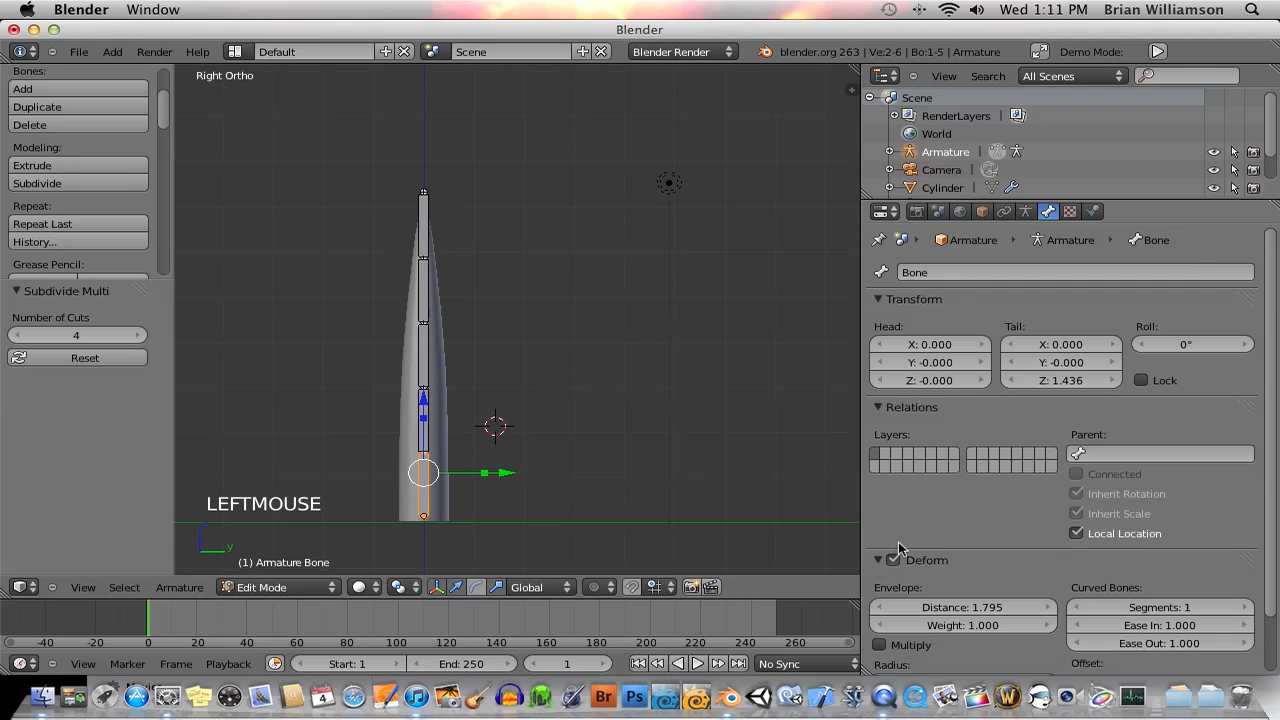 Blender Window Wed 1:11 PM Brian Williamson
Blender
File Add Render Help Default Scene Blender Render blender.org 263 | Ve:2-6 | Bo:1-5 | Armature Demo Mode:
Bones:
Add
Duplicate
Delete
Modeling:
Extrude
Subdivide
Repeat:
Repeat Last
History...
Grease Pencil:
Subdivide Multi
Number of Cuts
4
Reset
Right Ortho
LEFTMOUSE
z
y
(1) Armature Bone
View Select Armature Edit Mode Global
-40 -20 0 20 40 60 80 100 120 140 160 180 200 220 240 260
View Marker Frame Playback Start: 1 End: 250 1 No Sync
View Search All Scenes
Scene
RenderLayers
World
Armature
Camera
Cylinder
Armature Armature Bone
Bone
Transform
Head: Tail: Roll:
X: 0.000 X: 0.000 0°
Y: -0.000 Y: -0.000
Z: -0.000 Z: 1.436 Lock
Relations
Layers: Parent:
Connected
Inherit Rotation
Inherit Scale
Local Location
Deform
Envelope: Curved Bones:
Distance: 1.795 Segments: 1
Weight: 1.000 Ease In: 1.000
Multiply Ease Out: 1.000
Radius: Offset:
Br Ps